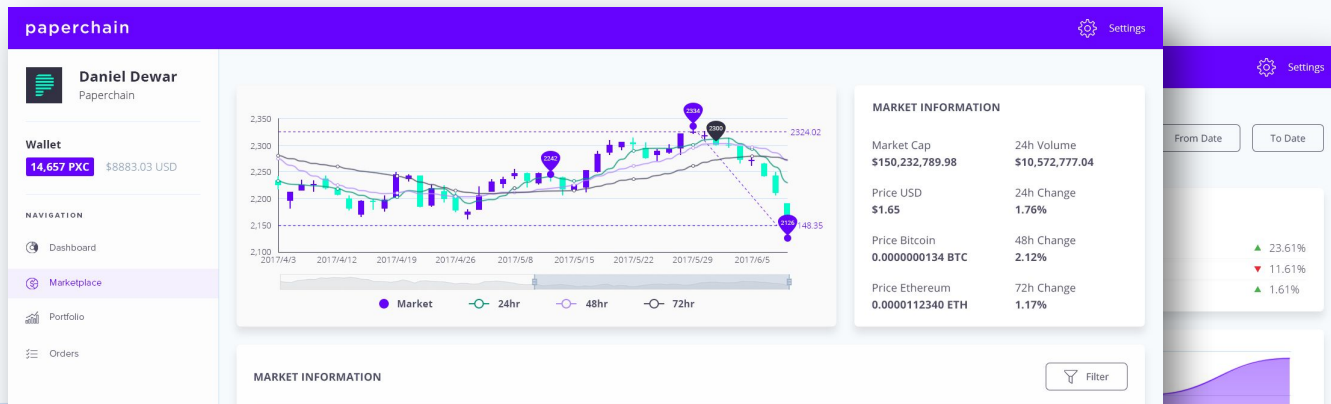 paperchain
Settings
Daniel Dewar
Paperchain
Wallet
14,657 PXC $8883.03 USD
NAVIGATION
Dashboard
Marketplace
Portfolio
Orders
2,350
2,300
2,250
2,200
2,150
2,100
2334
2300
2242
2126
2324.02
148.35
2017/4/3 2017/4/12 2017/4/19 2017/4/26 2017/5/8 2017/5/15 2017/5/22 2017/5/29 2017/6/5
Market 24hr 48hr 72hr
MARKET INFORMATION
Market Cap 24h Volume
$150,232,789.98 $10,572,777.04
Price USD 24h Change
$1.65 1.76%
Price Bitcoin 48h Change
0.0000000134 BTC 2.12%
Price Ethereum 72h Change
0.0000112340 ETH 1.17%
MARKET INFORMATION
Filter
Settings
From Date To Date
23.61%
11.61%
1.61%